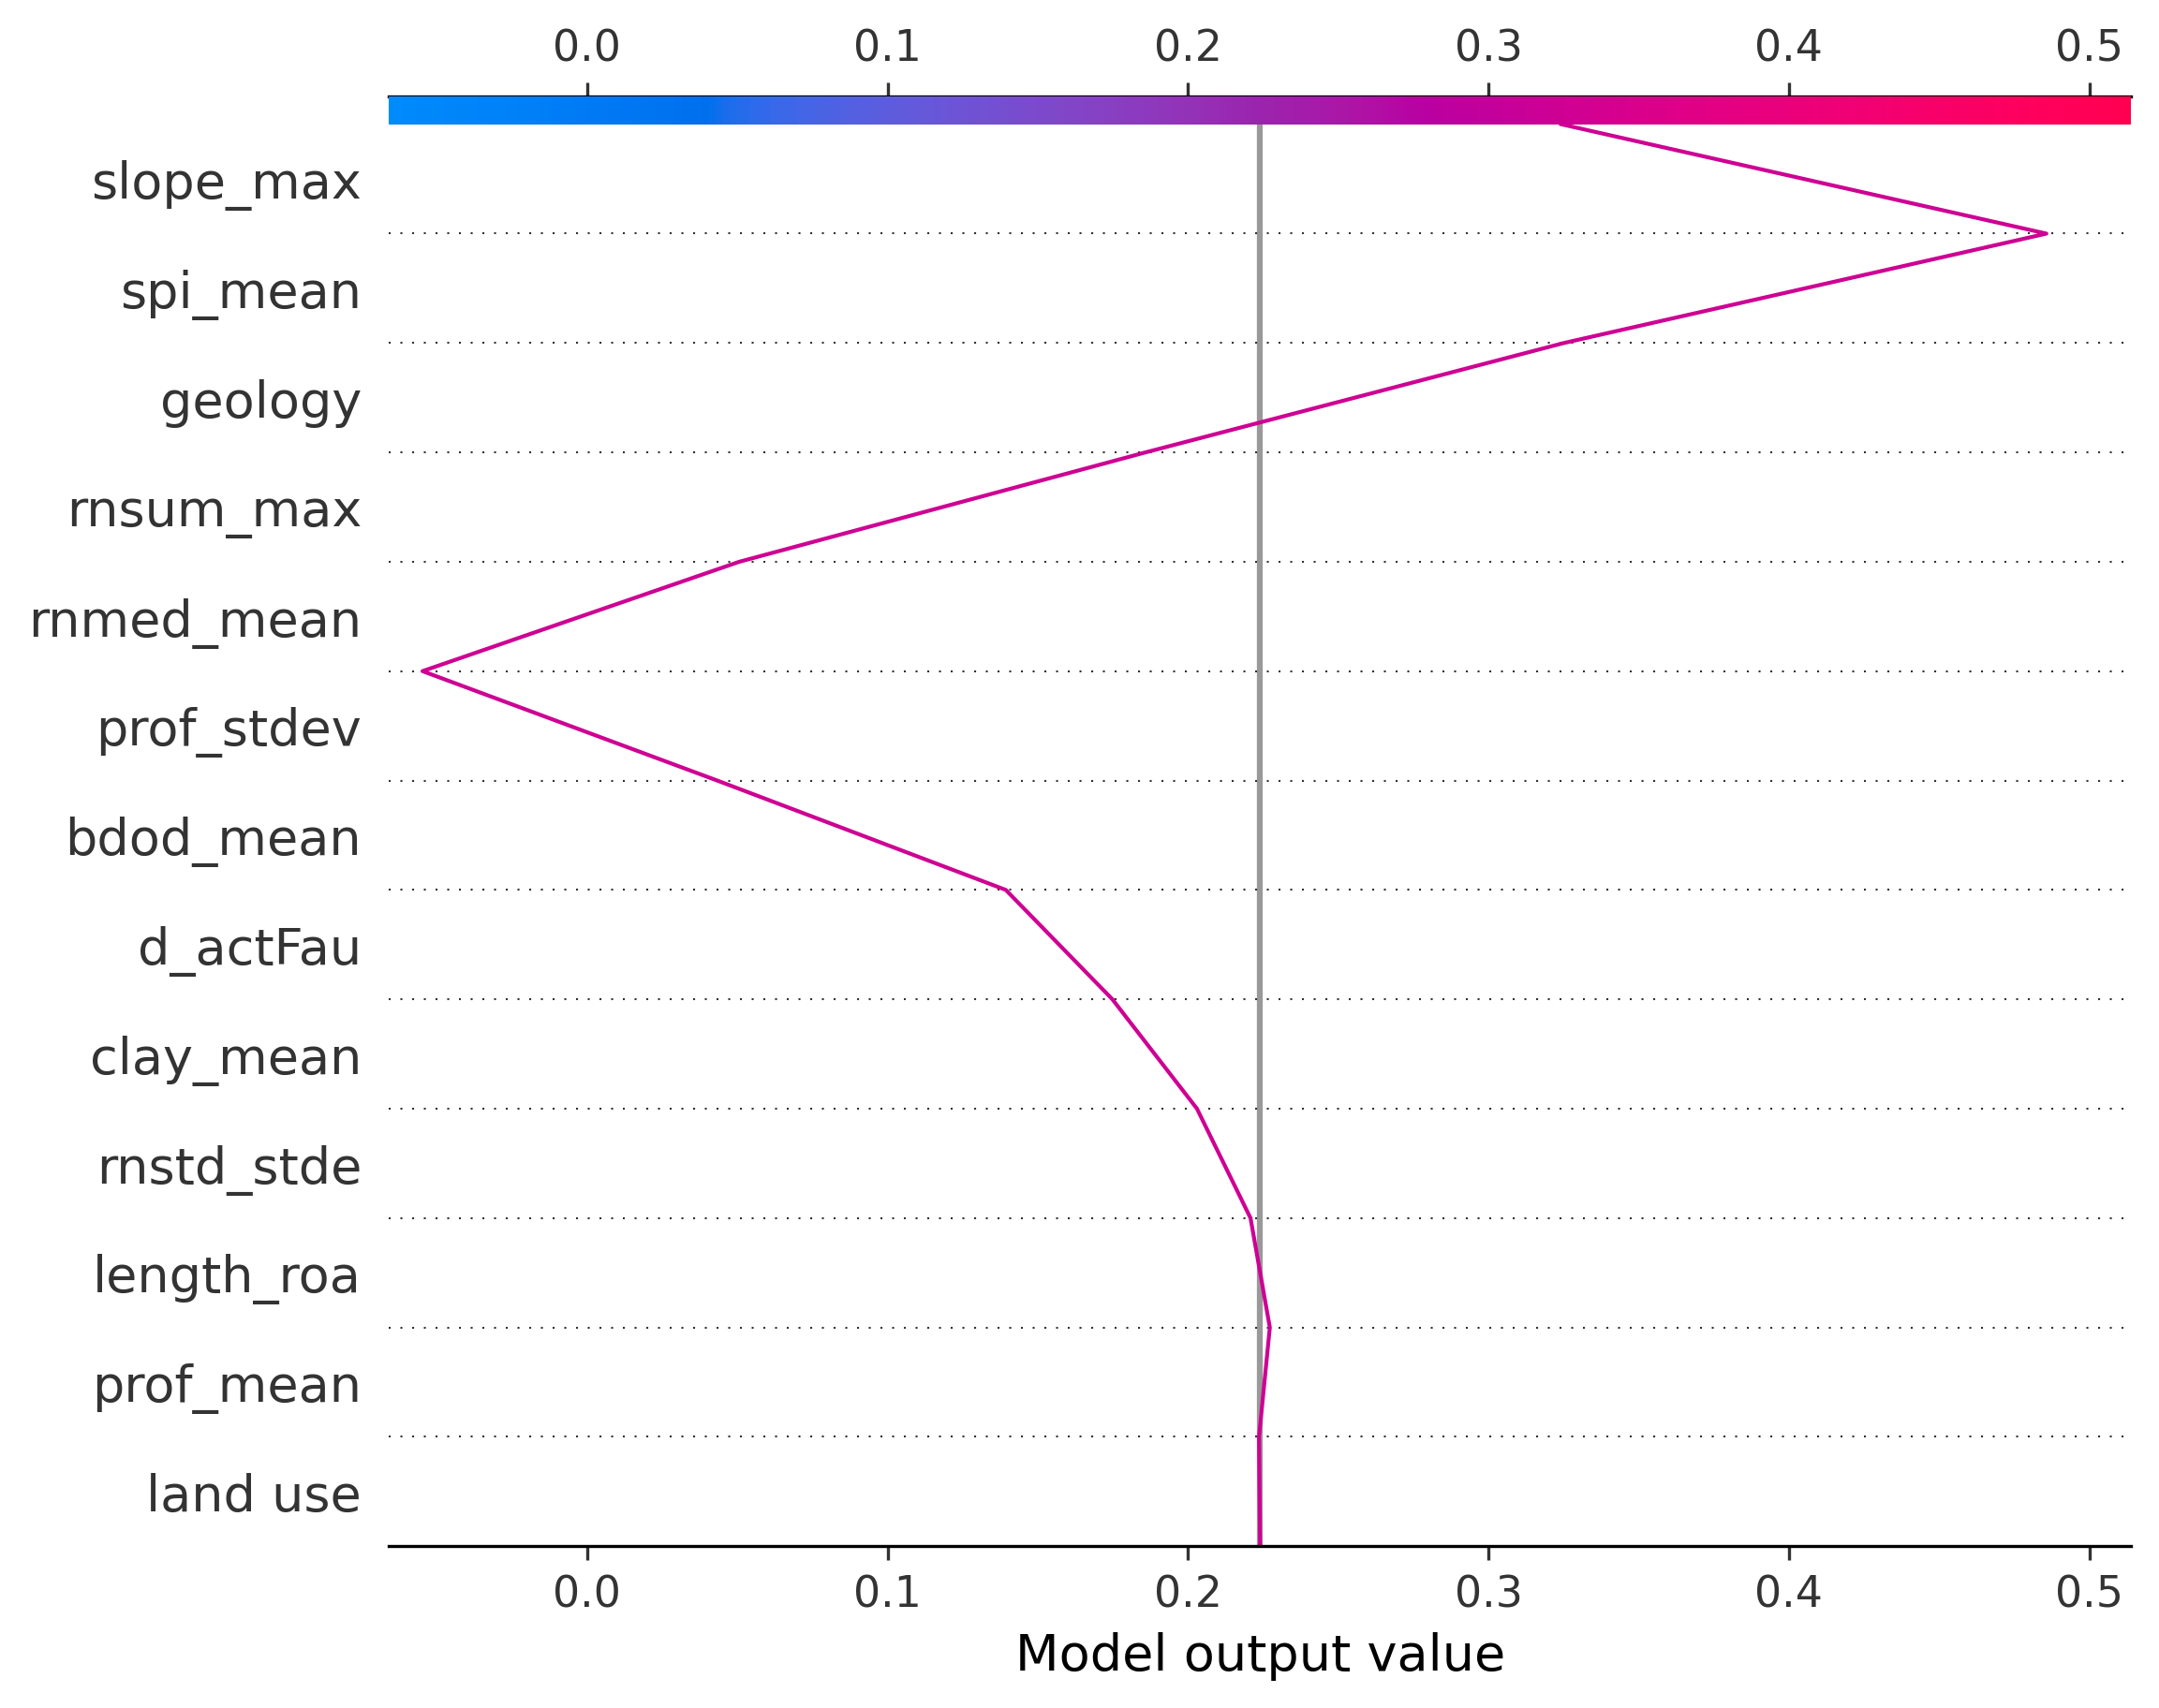 0.0 0.1 0.2 0.3 0.4 0.5
slope_max
spi_mean
geology
rnsum_max
rnmed_mean
prof_stdev
bdod_mean
d_actFau
clay_mean
rnstd_stde
length_roa
prof_mean
land use
0.0 0.1 0.2 0.3 0.4 0.5
Model output value